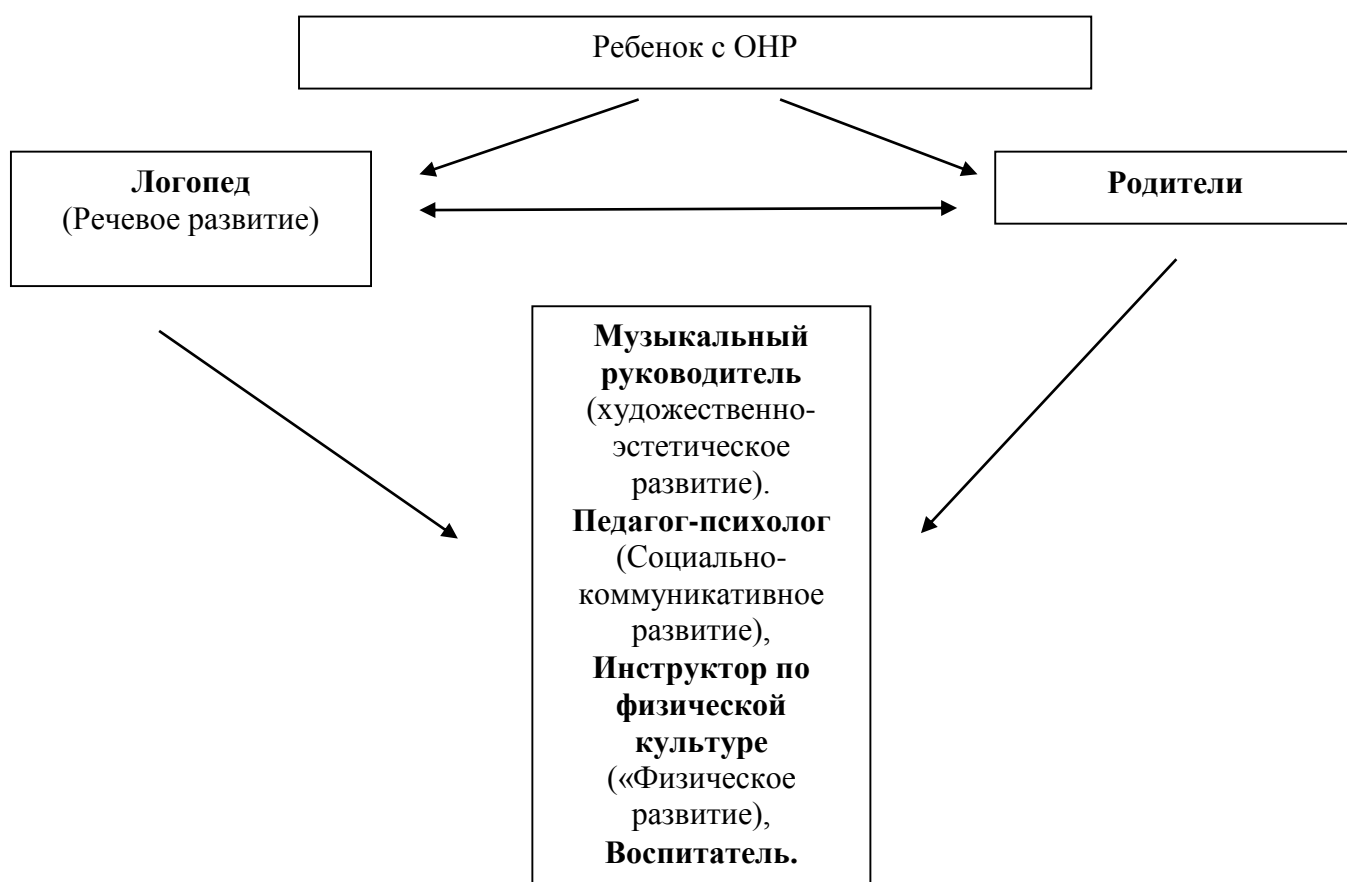 Ребенок с ОНР
Логопед
(Речевое развитие)
Родители
Музыкальный
руководитель
(художественно-
эстетическое
развитие).
Педагог-психолог
(Социально-
коммуникативное
развитие),
Инструктор по
физической
культуре
(«Физическое
развитие),
Воспитатель.